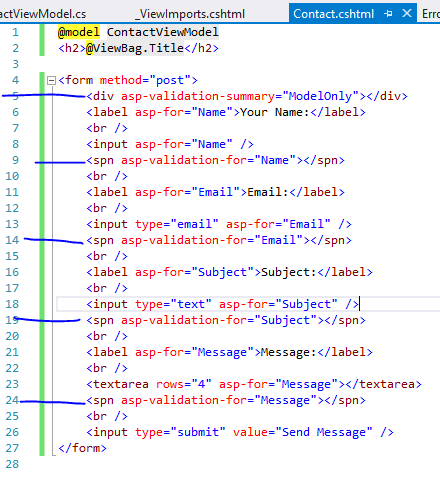 actViewModel.cs _ViewImports.cshtml Contact.cshtml Erro
1 @model ContactViewModel
2 <h2>@ViewBag.Title</h2>
3
4 <form method="post">
5 <div asp-validation-summary="ModelOnly"></div>
6 <label asp-for="Name">Your Name:</label>
7 <br />
8 <input asp-for="Name" />
9 <spn asp-validation-for="Name"></spn>
10 <br />
11 <label asp-for="Email">Email:</label>
12 <br />
13 <input type="email" asp-for="Email" />
14 <spn asp-validation-for="Email"></spn>
15 <br />
16 <label asp-for="Subject">Subject:</label>
17 <br />
18 <input type="text" asp-for="Subject" />
19 <spn asp-validation-for="Subject"></spn>
20 <br />
21 <label asp-for="Message">Message:</label>
22 <br />
23 <textarea rows="4" asp-for="Message"></textarea>
24 <spn asp-validation-for="Message"></spn>
25 <br />
26 <input type="submit" value="Send Message" />
27 </form>
28